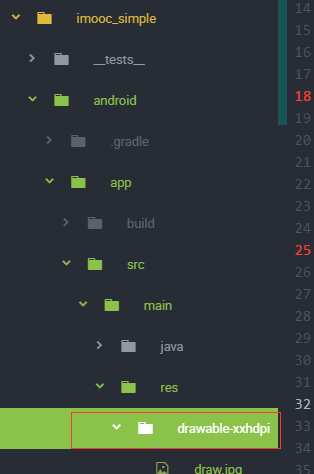 imooc_simple
__tests__
android
.gradle
app
build
src
main
java
res
drawable-xxhdpi
draw.jpg
14
15
16
17
18
19
20
21
22
23
24
25
26
27
28
29
30
31
32
33
34
35